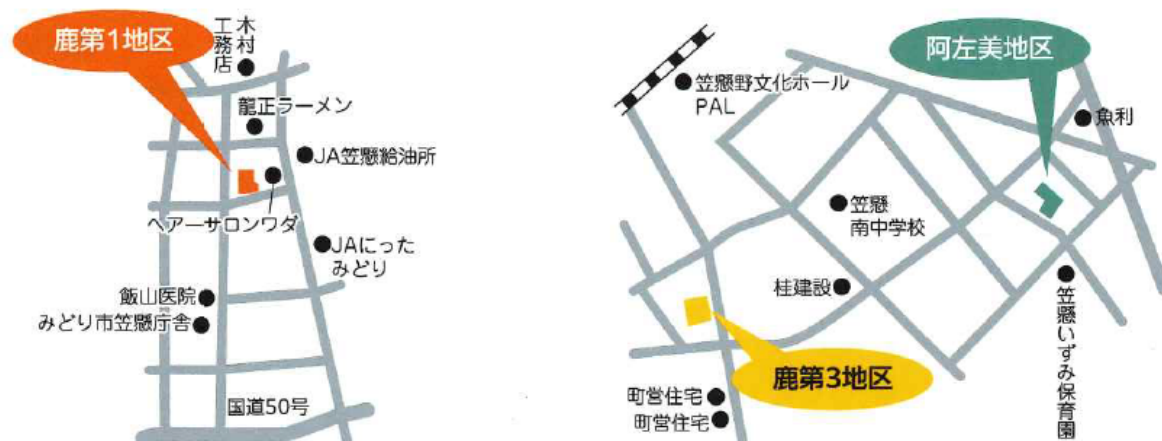 木村
工務店
鹿第1地区
龍正ラーメン
JA笠懸給油所
ヘアーサロンワダ
JAにった
みどり
飯山医院
みどり市笠懸庁舎
国道50号
笠懸野文化ホール
PAL
阿左美地区
魚利
笠懸
南中学校
桂建設
鹿第3地区
町営住宅
町営住宅
笠懸いずみ保育園